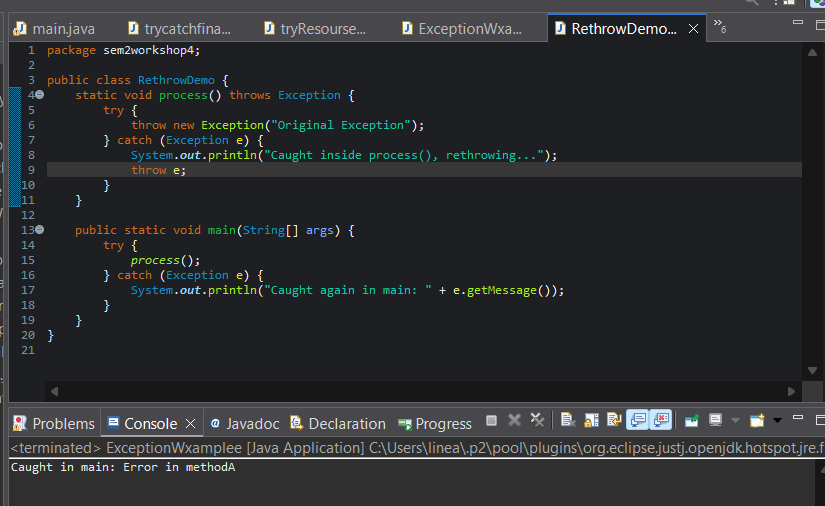 main.java trycatchfina... tryResourse... ExceptionWxa... RethrowDemo... »6
1 package sem2workshop4;
2
3 public class RethrowDemo {
4 static void process() throws Exception {
5 try {
6 throw new Exception("Original Exception");
7 } catch (Exception e) {
8 System.out.println("Caught inside process(), rethrowing...");
9 throw e;
10 }
11 }
12
13 public static void main(String[] args) {
14 try {
15 process();
16 } catch (Exception e) {
17 System.out.println("Caught again in main: " + e.getMessage());
18 }
19 }
20 }
21
Problems Console Javadoc Declaration Progress
<terminated> ExceptionWxamplee [Java Application] C:\Users\linea\.p2\pool\plugins\org.eclipse.justj.openjdk.hotspot.jre.f
Caught in main: Error in methodA